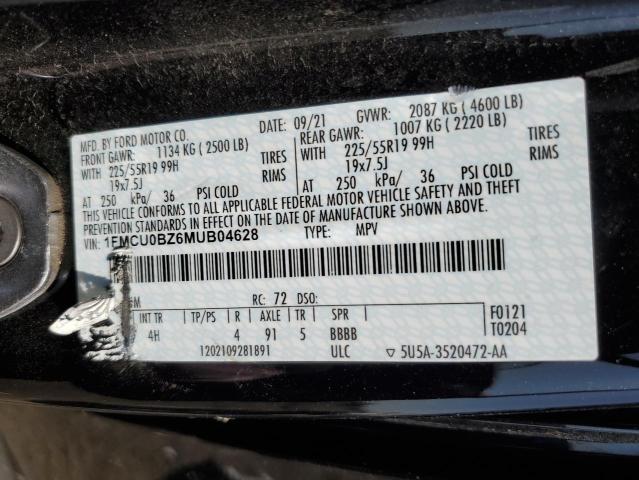 MFD. BY FORD MOTOR CO. DATE: 09/21 GVWR: 2087 KG ( 4600 LB)
FRONT GAWR: 1134 KG ( 2500 LB) REAR GAWR: 1007 KG ( 2220 LB)
WITH 225/55R19 99H TIRES WITH 225/55R19 99H TIRES
19x7.5J RIMS 19x7.5J RIMS
AT 250 kPa/ 36 PSI COLD AT 250 kPa/ 36 PSI COLD
THIS VEHICLE CONFORMS TO ALL APPLICABLE FEDERAL MOTOR VEHICLE SAFETY AND THEFT
PREVENTION STANDARDS IN EFFECT ON THE DATE OF MANUFACTURE SHOWN ABOVE.
VIN: 1FMCU0BZ6MUB04628 TYPE: MPV
RC: 72 DSO:
INT TR TP/PS R AXLE TR SPR F0121
4H 4 91 5 BBBB T0204
1202109281891 ULC ▽ 5U5A-3520472-AA